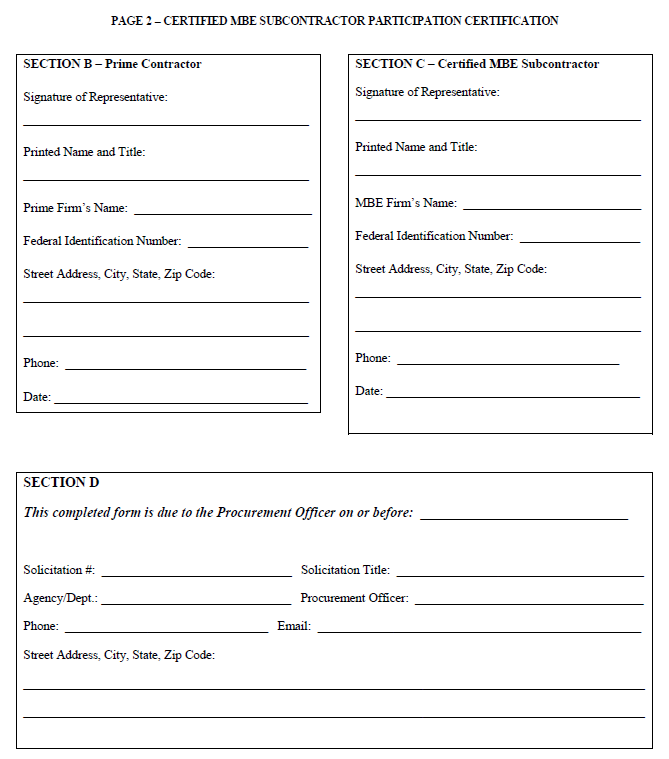 PAGE 2 – CERTIFIED MBE SUBCONTRACTOR PARTICIPATION CERTIFICATION
SECTION B – Prime Contractor
Signature of Representative:
Printed Name and Title:
Prime Firm’s Name:
Federal Identification Number:
Street Address, City, State, Zip Code:
Phone:
Date:
SECTION C – Certified MBE Subcontractor
Signature of Representative:
Printed Name and Title:
MBE Firm’s Name:
Federal Identification Number:
Street Address, City, State, Zip Code:
Phone:
Date:
SECTION D
This completed form is due to the Procurement Officer on or before:
Solicitation #: Solicitation Title:
Agency/Dept.: Procurement Officer:
Phone: Email:
Street Address, City, State, Zip Code: